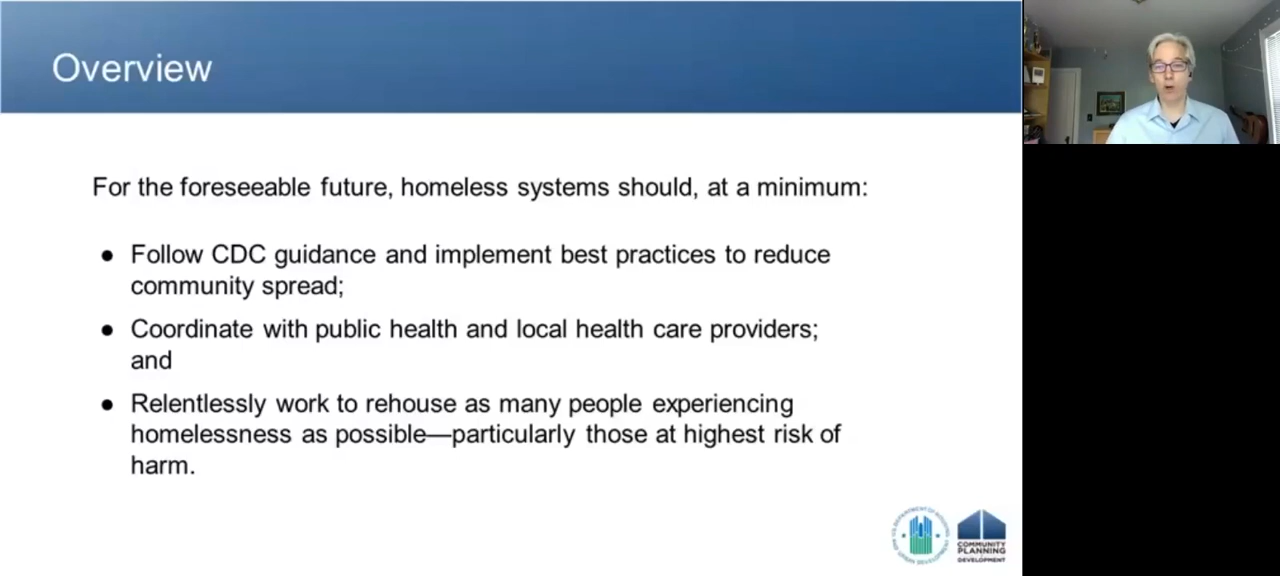 Overview
For the foreseeable future, homeless systems should, at a minimum:
● Follow CDC guidance and implement best practices to reduce
community spread;
● Coordinate with public health and local health care providers;
and
● Relentlessly work to rehouse as many people experiencing
homelessness as possible—particularly those at highest risk of
harm.
COMMUNITY
PLANNING
DEVELOPMENT